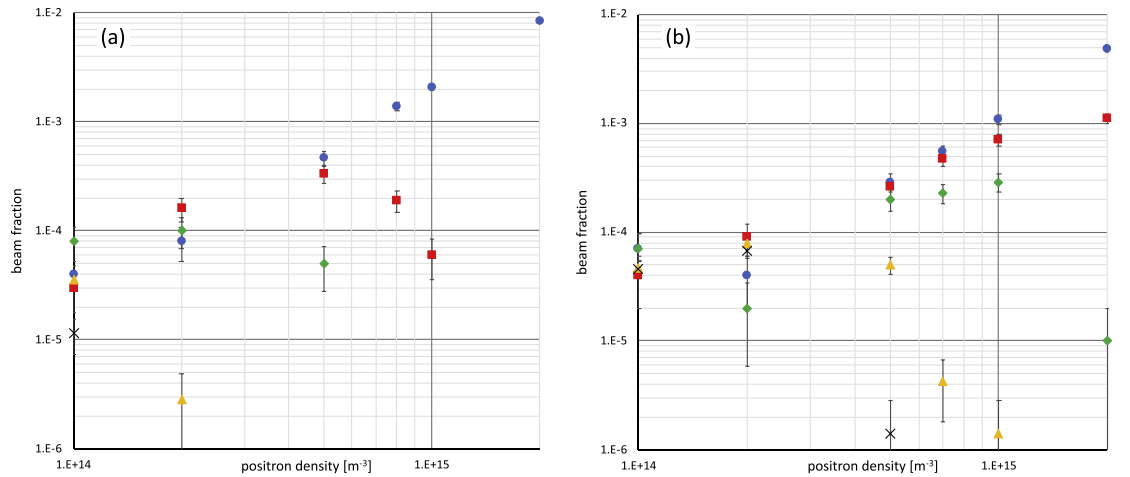 (a)
1.E-2
1.E-3
1.E-4
1.E-5
1.E-6
beam fraction
1.E+14
positron density [m⁻³]
1.E+15
(b)
1.E-2
1.E-3
1.E-4
1.E-5
1.E-6
beam fraction
1.E+14
positron density [m⁻³]
1.E+15